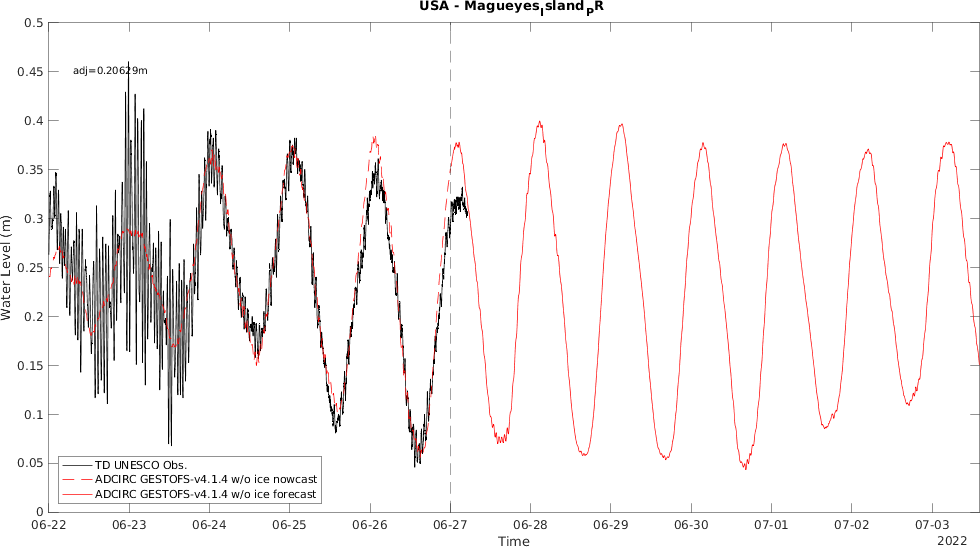 USA - Magueyes_Island_PR
0.5
0.45
0.4
0.35
0.3
0.25
0.2
0.15
0.1
0.05
0
Water Level (m)
adj=0.20629m
TD UNESCO Obs.
ADCIRC GESTOFS-v4.1.4 w/o ice nowcast
ADCIRC GESTOFS-v4.1.4 w/o ice forecast
06-22 06-23 06-24 06-25 06-26 06-27 06-28 06-29 06-30 07-01 07-02 07-03
Time
2022